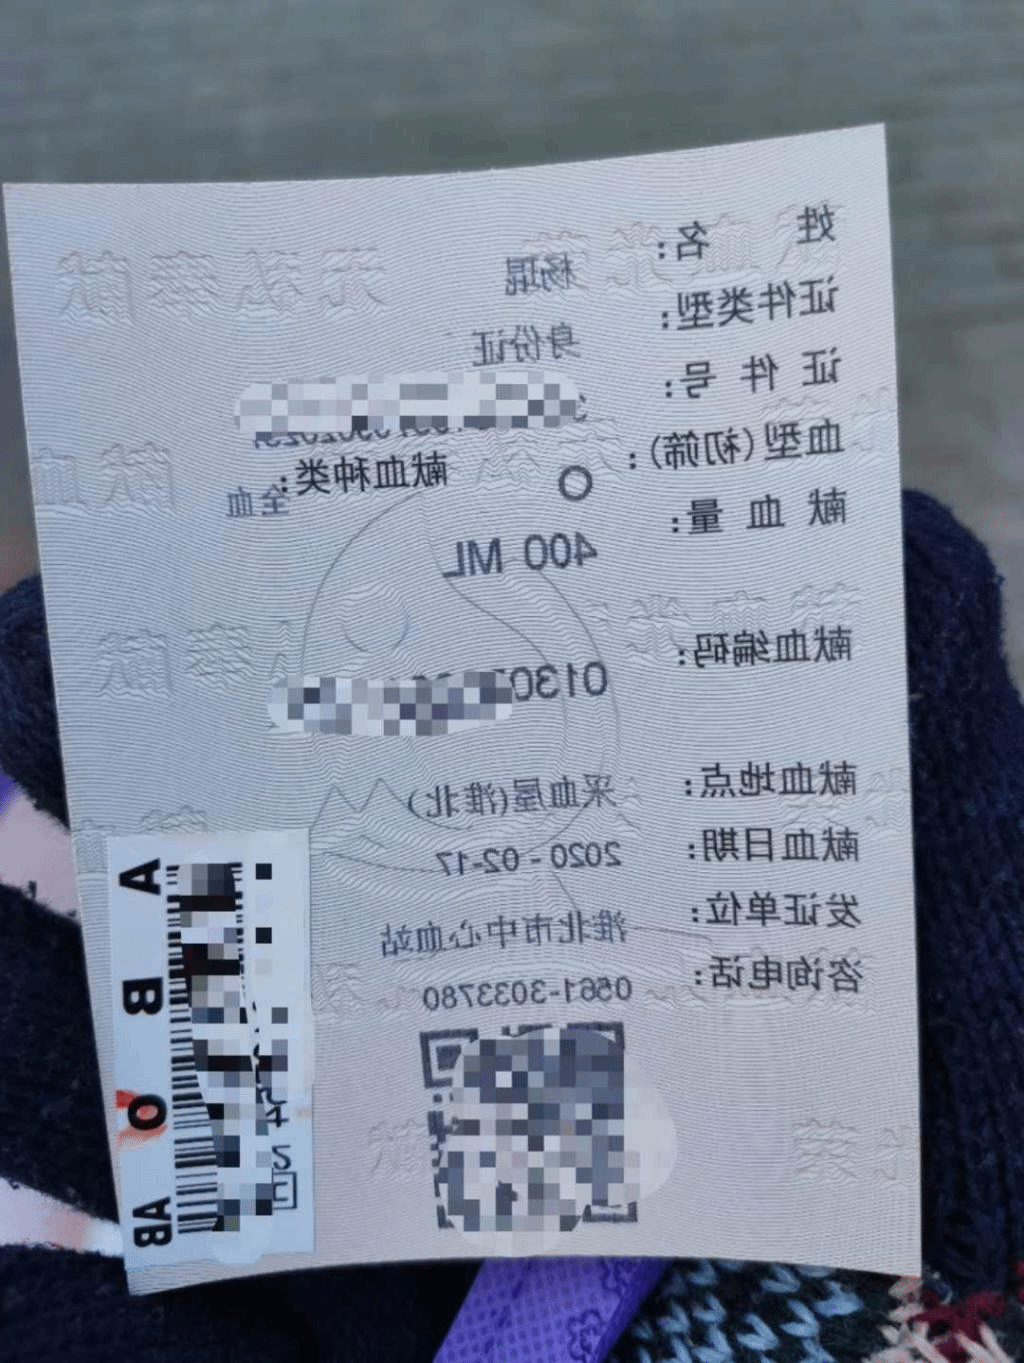 姓名：
杨琨
证件类型：
身份证
证件号：
血型(初筛)：
O
献血种类：
全血
献血量：
400 ML
献血编码：
献血地点：
采血屋(淮北)
献血日期：
2020 - 02-17
发证单位：
淮北市中心血站
咨询电话：
0561-3033780
A
B
O
AB